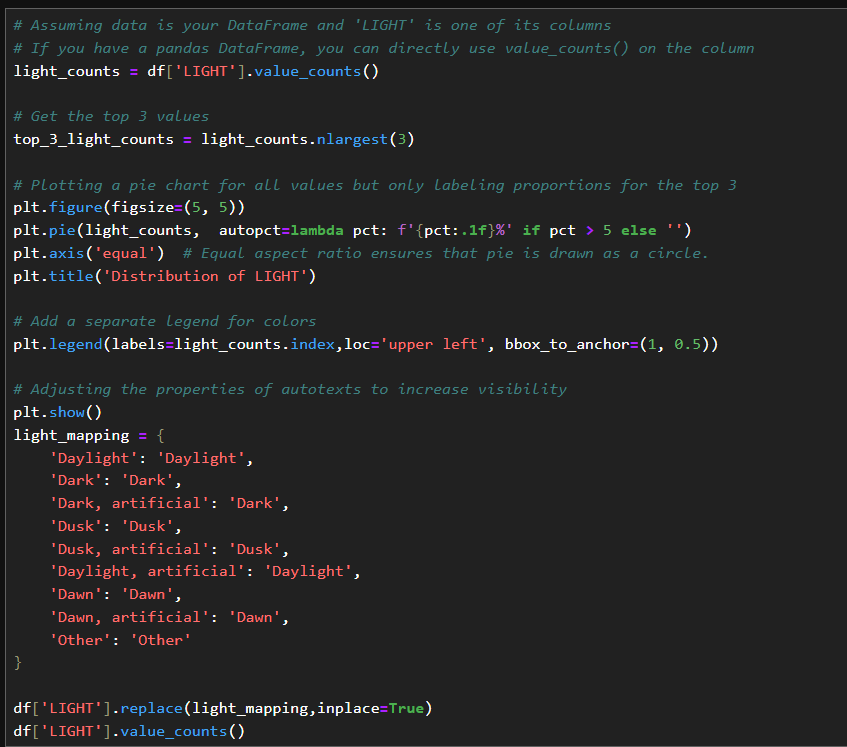 # Assuming data is your DataFrame and 'LIGHT' is one of its columns
# If you have a pandas DataFrame, you can directly use value_counts() on the column
light_counts = df['LIGHT'].value_counts()

# Get the top 3 values
top_3_light_counts = light_counts.nlargest(3)

# Plotting a pie chart for all values but only labeling proportions for the top 3
plt.figure(figsize=(5, 5))
plt.pie(light_counts,  autopct=lambda pct: f'{pct:.1f}%' if pct > 5 else '')
plt.axis('equal')  # Equal aspect ratio ensures that pie is drawn as a circle.
plt.title('Distribution of LIGHT')

# Add a separate legend for colors
plt.legend(labels=light_counts.index,loc='upper left', bbox_to_anchor=(1, 0.5))

# Adjusting the properties of autotexts to increase visibility
plt.show()
light_mapping = {
    'Daylight': 'Daylight',
    'Dark': 'Dark',
    'Dark, artificial': 'Dark',
    'Dusk': 'Dusk',
    'Dusk, artificial': 'Dusk',
    'Daylight, artificial': 'Daylight',
    'Dawn': 'Dawn',
    'Dawn, artificial': 'Dawn',
    'Other': 'Other'
}

df['LIGHT'].replace(light_mapping,inplace=True)
df['LIGHT'].value_counts()